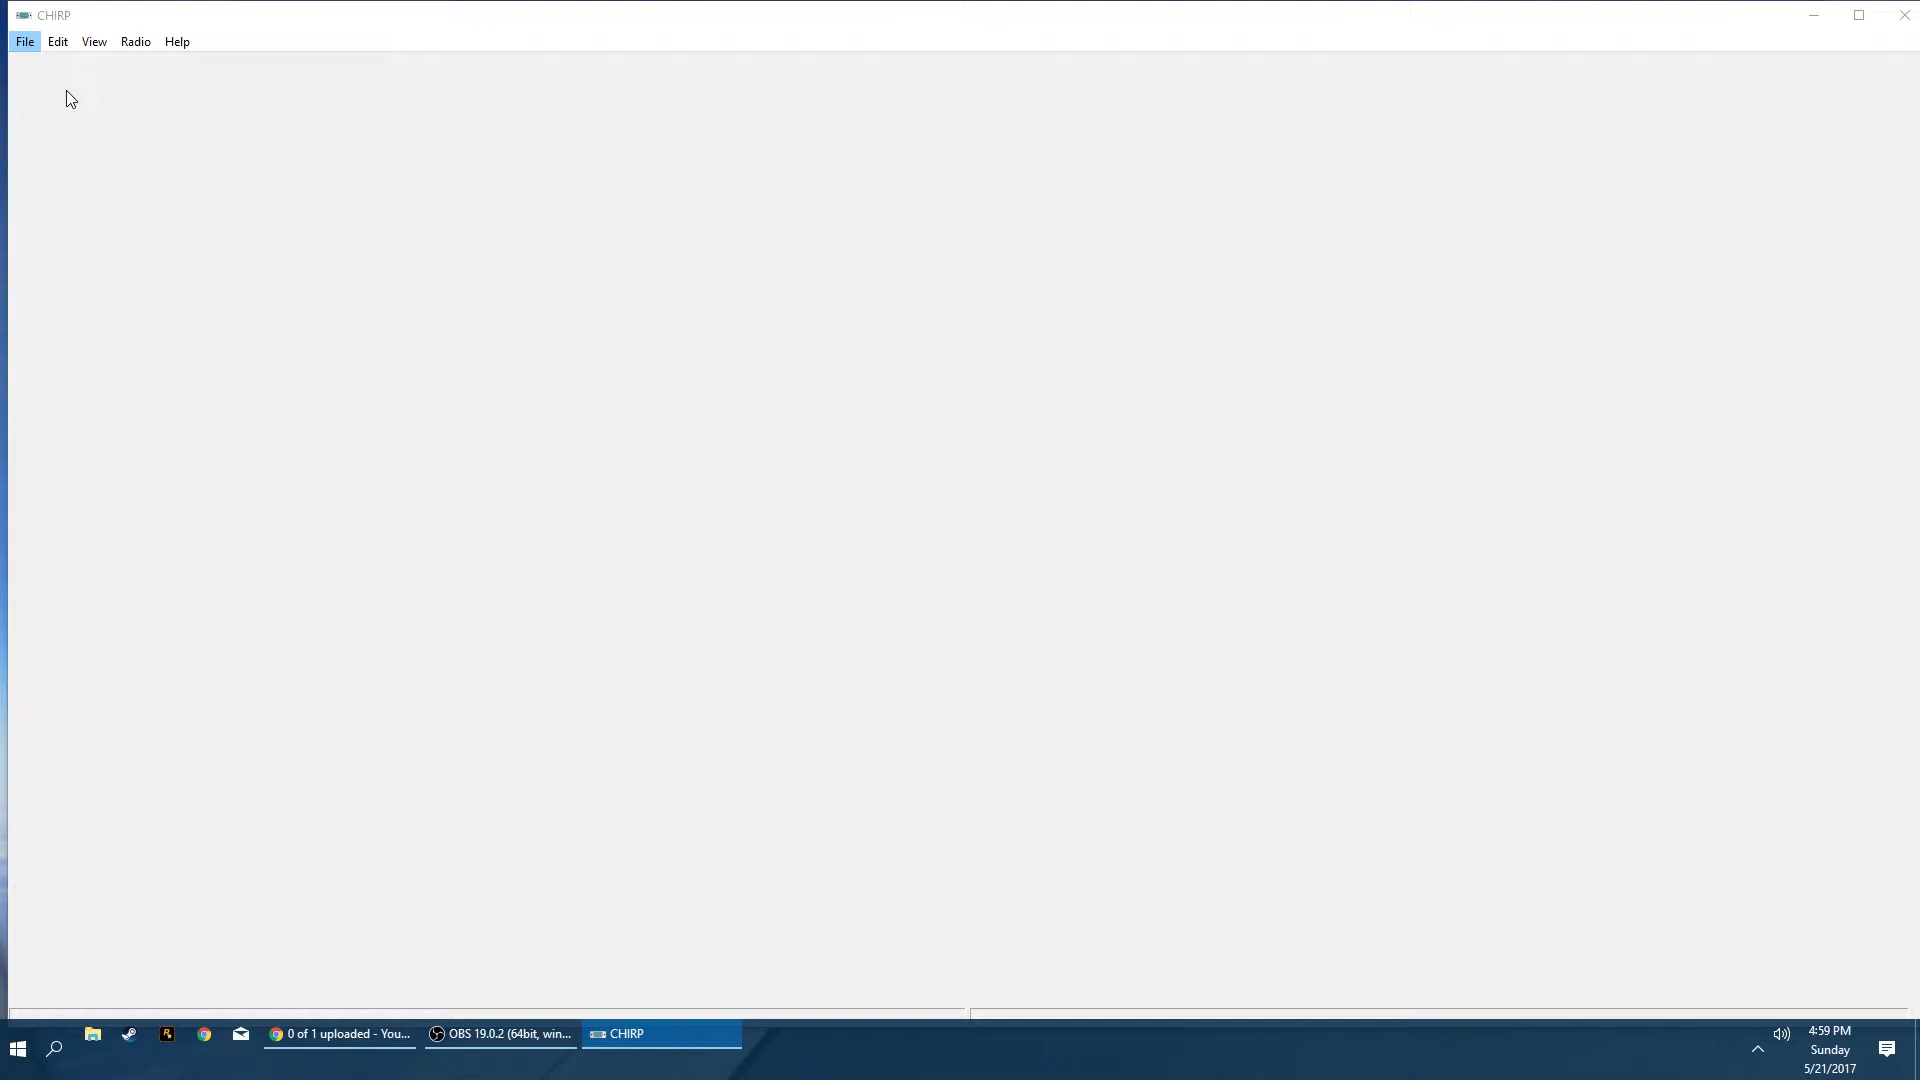 CHIRP
File Edit View Radio Help
0 of 1 uploaded - You...
OBS 19.0.2 (64bit, win...
CHIRP
4:59 PM
Sunday
5/21/2017